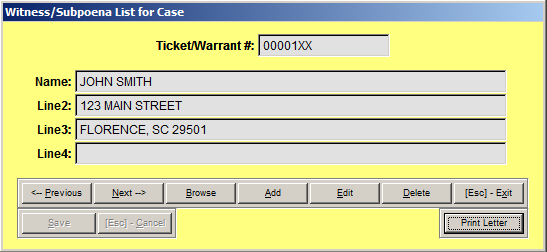 Witness/Subpoena List for Case
Ticket/Warrant #: 00001XX
Name: JOHN SMITH
Line2: 123 MAIN STREET
Line3: FLORENCE, SC 29501
Line4:
<-- Previous Next --> Browse Add Edit Delete [Esc] - Exit
Save [Esc] - Cancel Print Letter